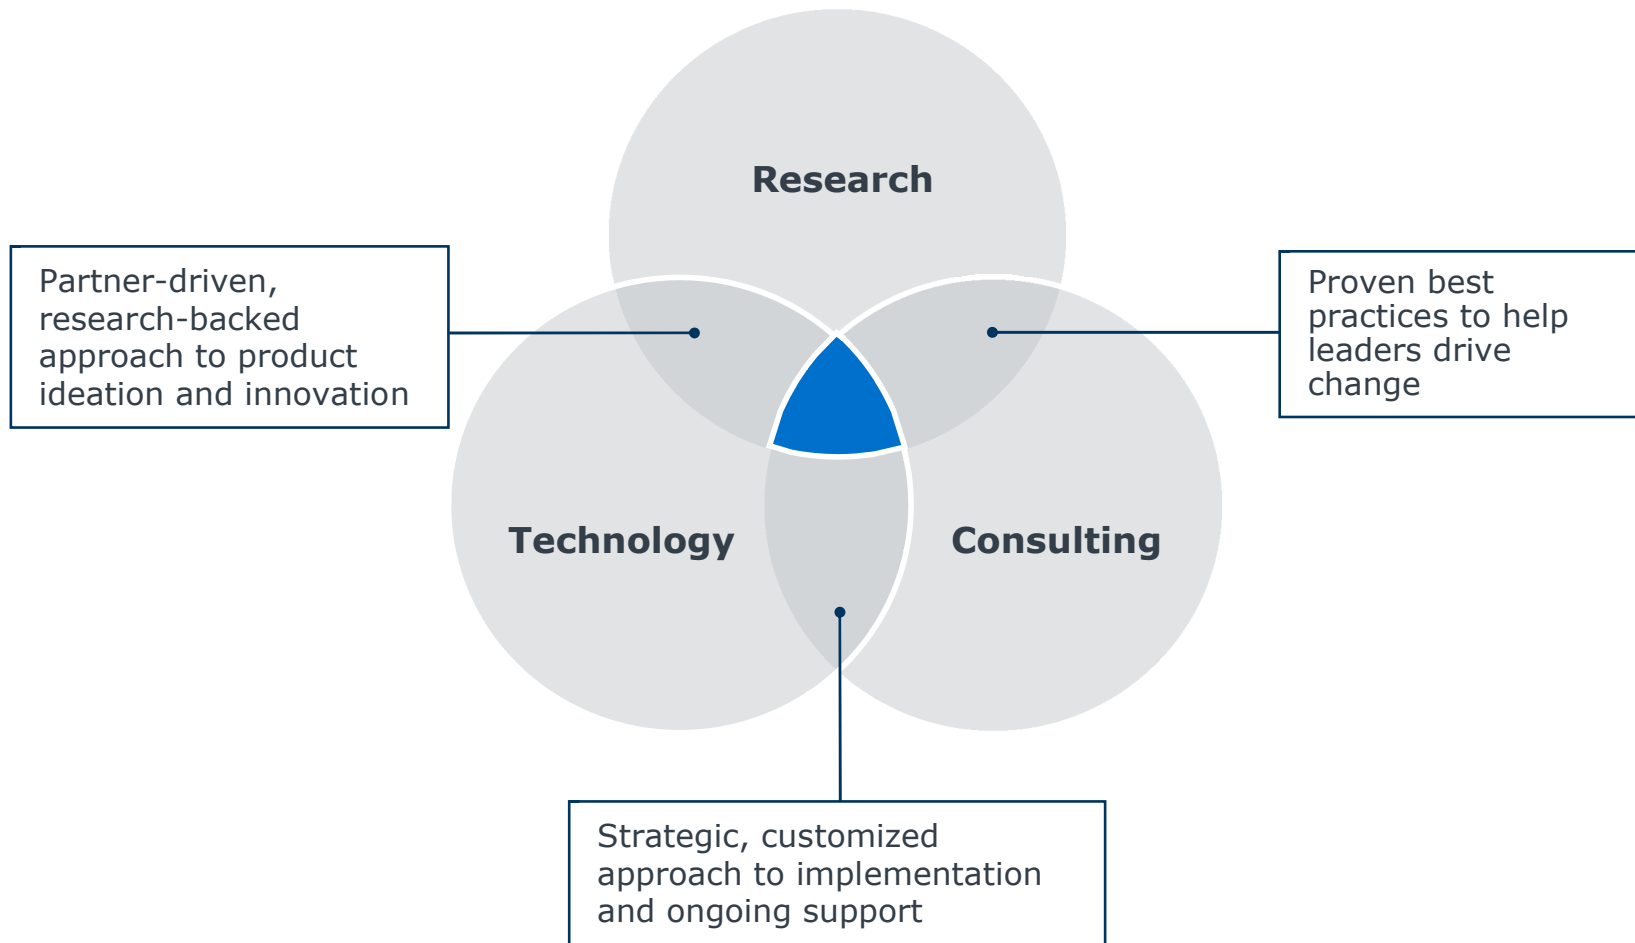 Research
Partner-driven,
research-backed
approach to product
ideation and innovation
Proven best
practices to help
leaders drive
change
Technology
Consulting
Strategic, customized
approach to implementation
and ongoing support